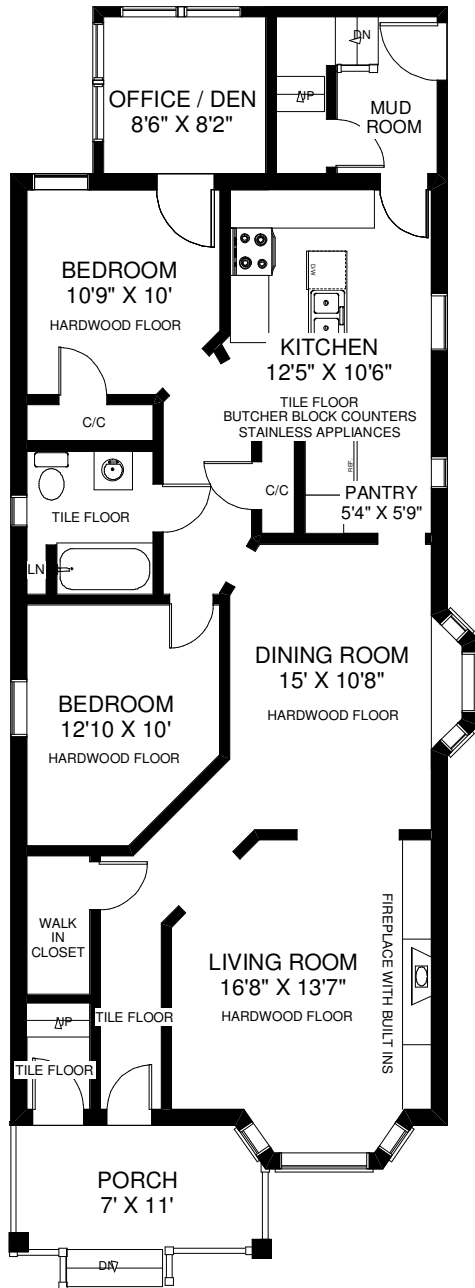 DN
OFFICE / DEN
8'6" X 8'2"
UP
MUD
ROOM
BEDROOM
10'9" X 10'
HARDWOOD FLOOR
D/W
KITCHEN
12'5" X 10'6"
TILE FLOOR
BUTCHER BLOCK COUNTERS
STAINLESS APPLIANCES
C/C
REF.
C/C
PANTRY
5'4" X 5'9"
TILE FLOOR
LN
DINING ROOM
15' X 10'8"
HARDWOOD FLOOR
BEDROOM
12'10 X 10'
HARDWOOD FLOOR
WALK
IN
CLOSET
FIREPLACE WITH BUILT INS
LIVING ROOM
16'8" X 13'7"
HARDWOOD FLOOR
UP
TILE FLOOR
TILE FLOOR
PORCH
7' X 11'
DN